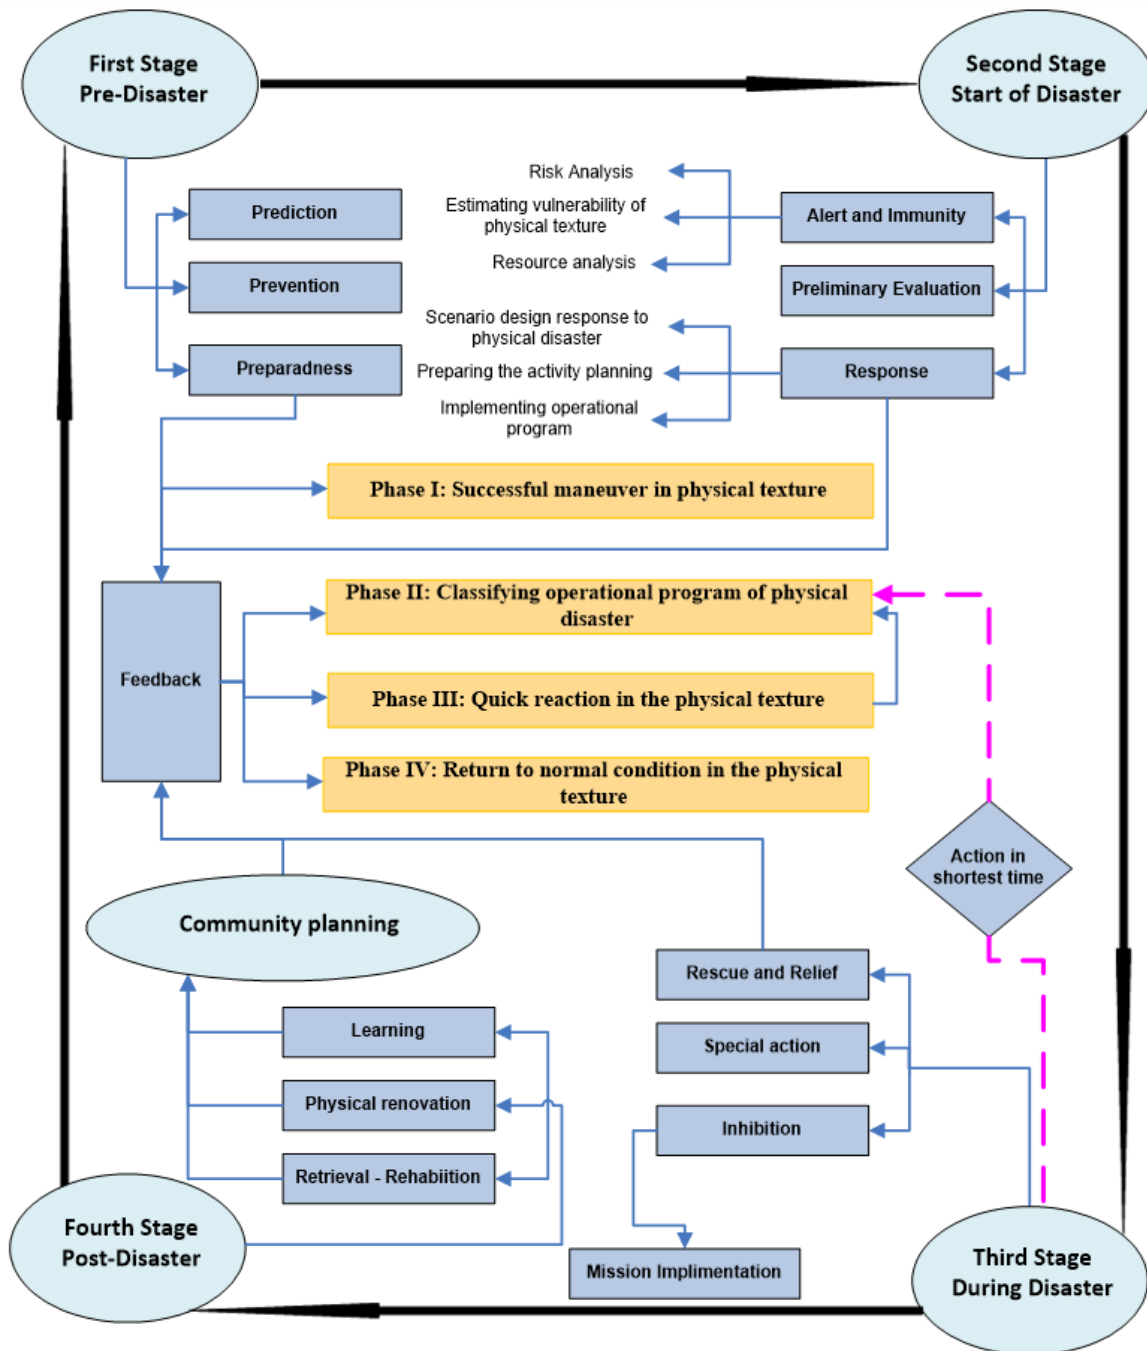 First Stage
Pre-Disaster
Second Stage
Start of Disaster
Prediction
Prevention
Preparadness
Risk Analysis
Estimating vulnerability of
physical texture
Resource analysis
Alert and Immunity
Preliminary Evaluation
Response
Scenario design response to
physical disaster
Preparing the activity planning
Implementing operational
program
Phase I: Successful maneuver in physical texture
Phase II: Classifying operational program of physical
disaster
Feedback
Phase III: Quick reaction in the physical texture
Phase IV: Return to normal condition in the physical
texture
Action in
shortest time
Community planning
Rescue and Relief
Special action
Inhibition
Learning
Physical renovation
Retrieval - Rehabiition
Fourth Stage
Post-Disaster
Mission Implimentation
Third Stage
During Disaster